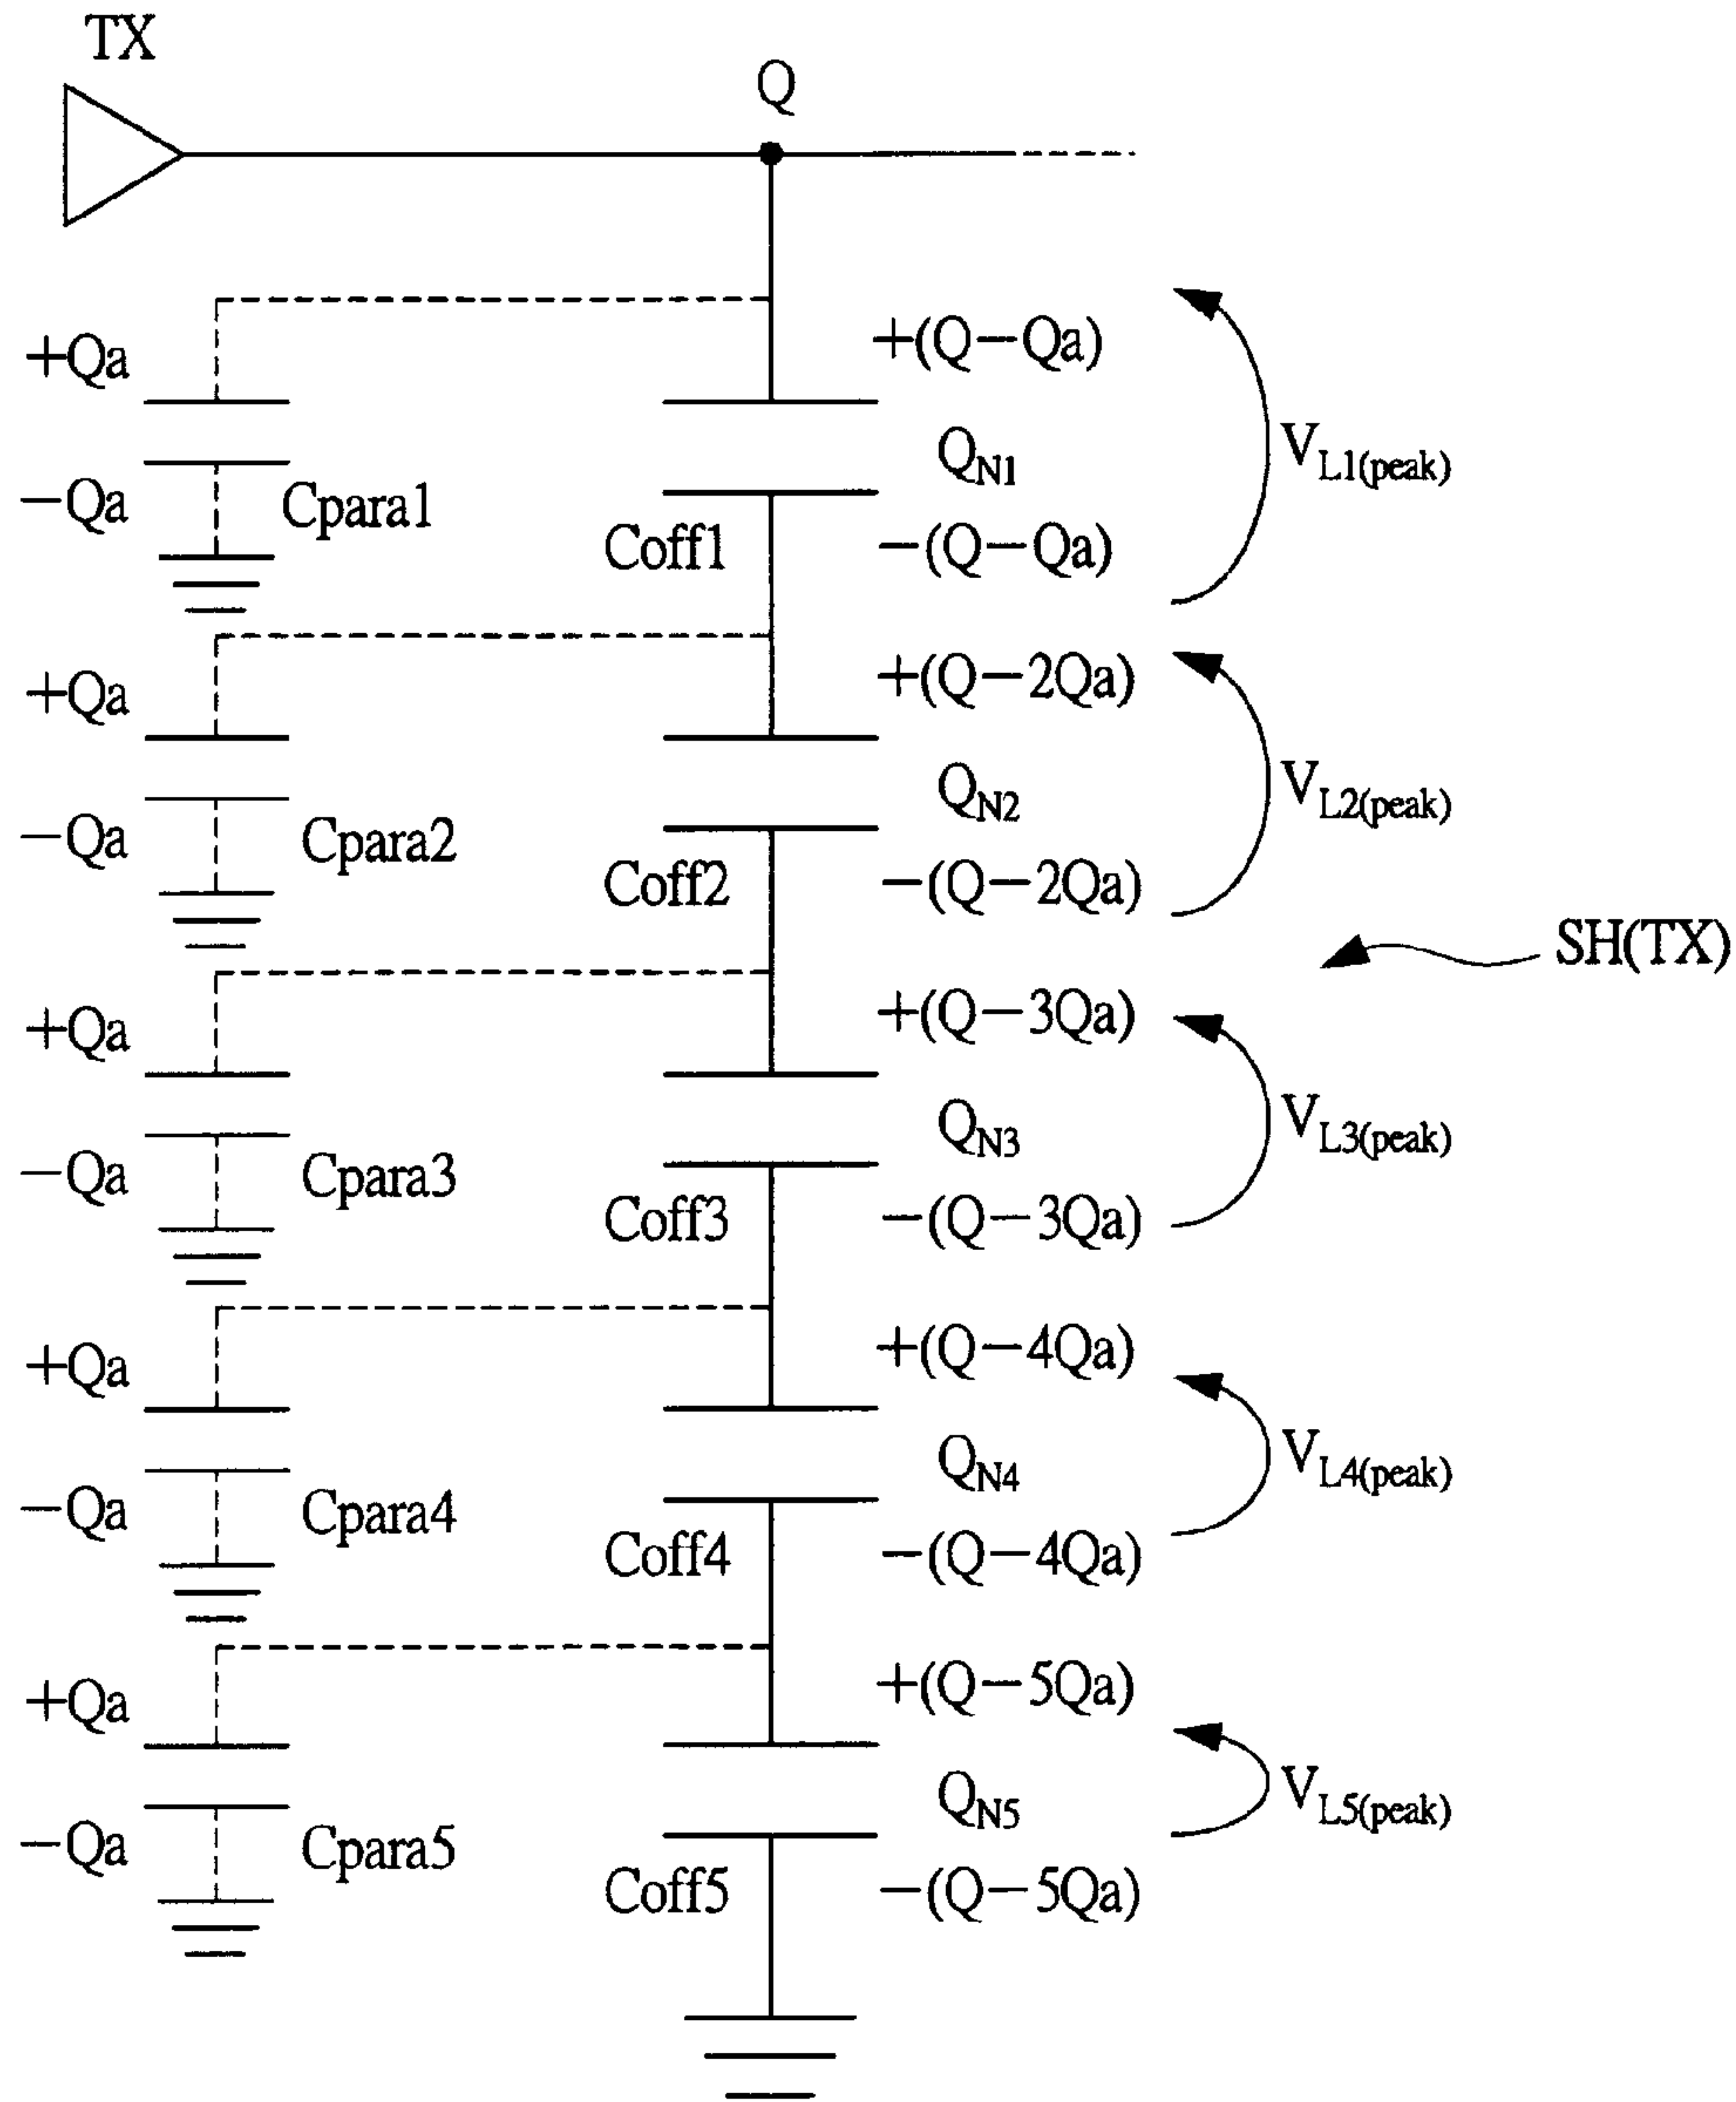 TX
Q
+Qa
+(Q−Qa)
QN1
VL1(peak)
−Qa
Cpara1
Coff1
−(Q−Qa)
+Qa
+(Q−2Qa)
QN2
VL2(peak)
−Qa
Cpara2
Coff2
−(Q−2Qa)
SH(TX)
+Qa
+(Q−3Qa)
QN3
VL3(peak)
−Qa
Cpara3
Coff3
−(Q−3Qa)
+Qa
+(Q−4Qa)
QN4
VL4(peak)
−Qa
Cpara4
Coff4
−(Q−4Qa)
+Qa
+(Q−5Qa)
QN5
VL5(peak)
−Qa
Cpara5
Coff5
−(Q−5Qa)